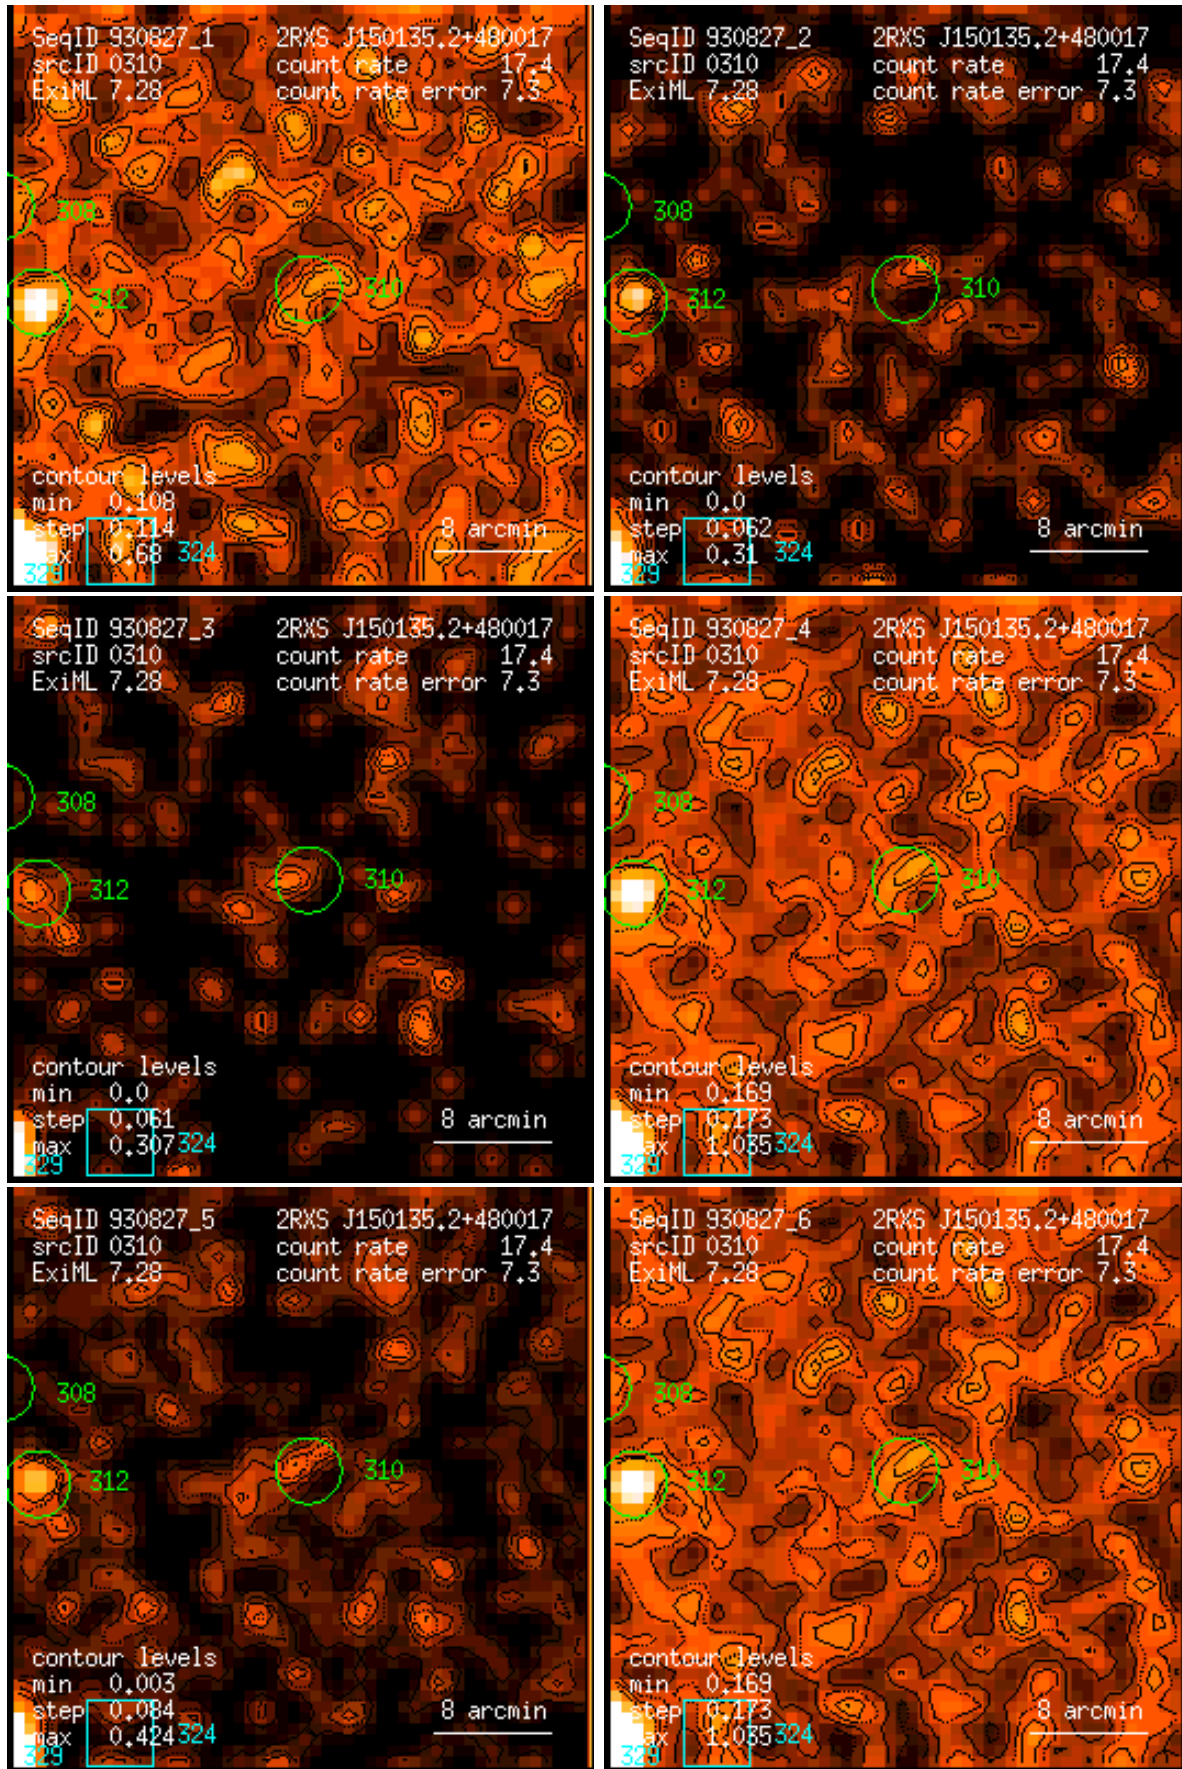 SeqID 930827_1 2RXS J150135.2+480017
srcID 0310 count rate 17.4
ExiML 7.28 count rate error 7.3
308
310
312
contour levels
min 0.108
step 0.114 8 arcmin
max 0.68 324
329
SeqID 930827_2 2RXS J150135.2+480017
srcID 0310 count rate 17.4
ExiML 7.28 count rate error 7.3
308
310
312
contour levels
min 0.0
step 0.062 8 arcmin
max 0.31 324
329
SeqID 930827_3 2RXS J150135.2+480017
srcID 0310 count rate 17.4
ExiML 7.28 count rate error 7.3
308
310
312
contour levels
min 0.0
step 0.061 8 arcmin
max 0.307 324
329
SeqID 930827_4 2RXS J150135.2+480017
srcID 0310 count rate 17.4
ExiML 7.28 count rate error 7.3
308
310
312
contour levels
min 0.169
step 0.173 8 arcmin
max 1.035 324
329
SeqID 930827_5 2RXS J150135.2+480017
srcID 0310 count rate 17.4
ExiML 7.28 count rate error 7.3
308
310
312
contour levels
min 0.003
step 0.084 8 arcmin
max 0.424 324
329
SeqID 930827_6 2RXS J150135.2+480017
srcID 0310 count rate 17.4
ExiML 7.28 count rate error 7.3
308
310
312
contour levels
min 0.169
step 0.173 8 arcmin
max 1.035 324
329